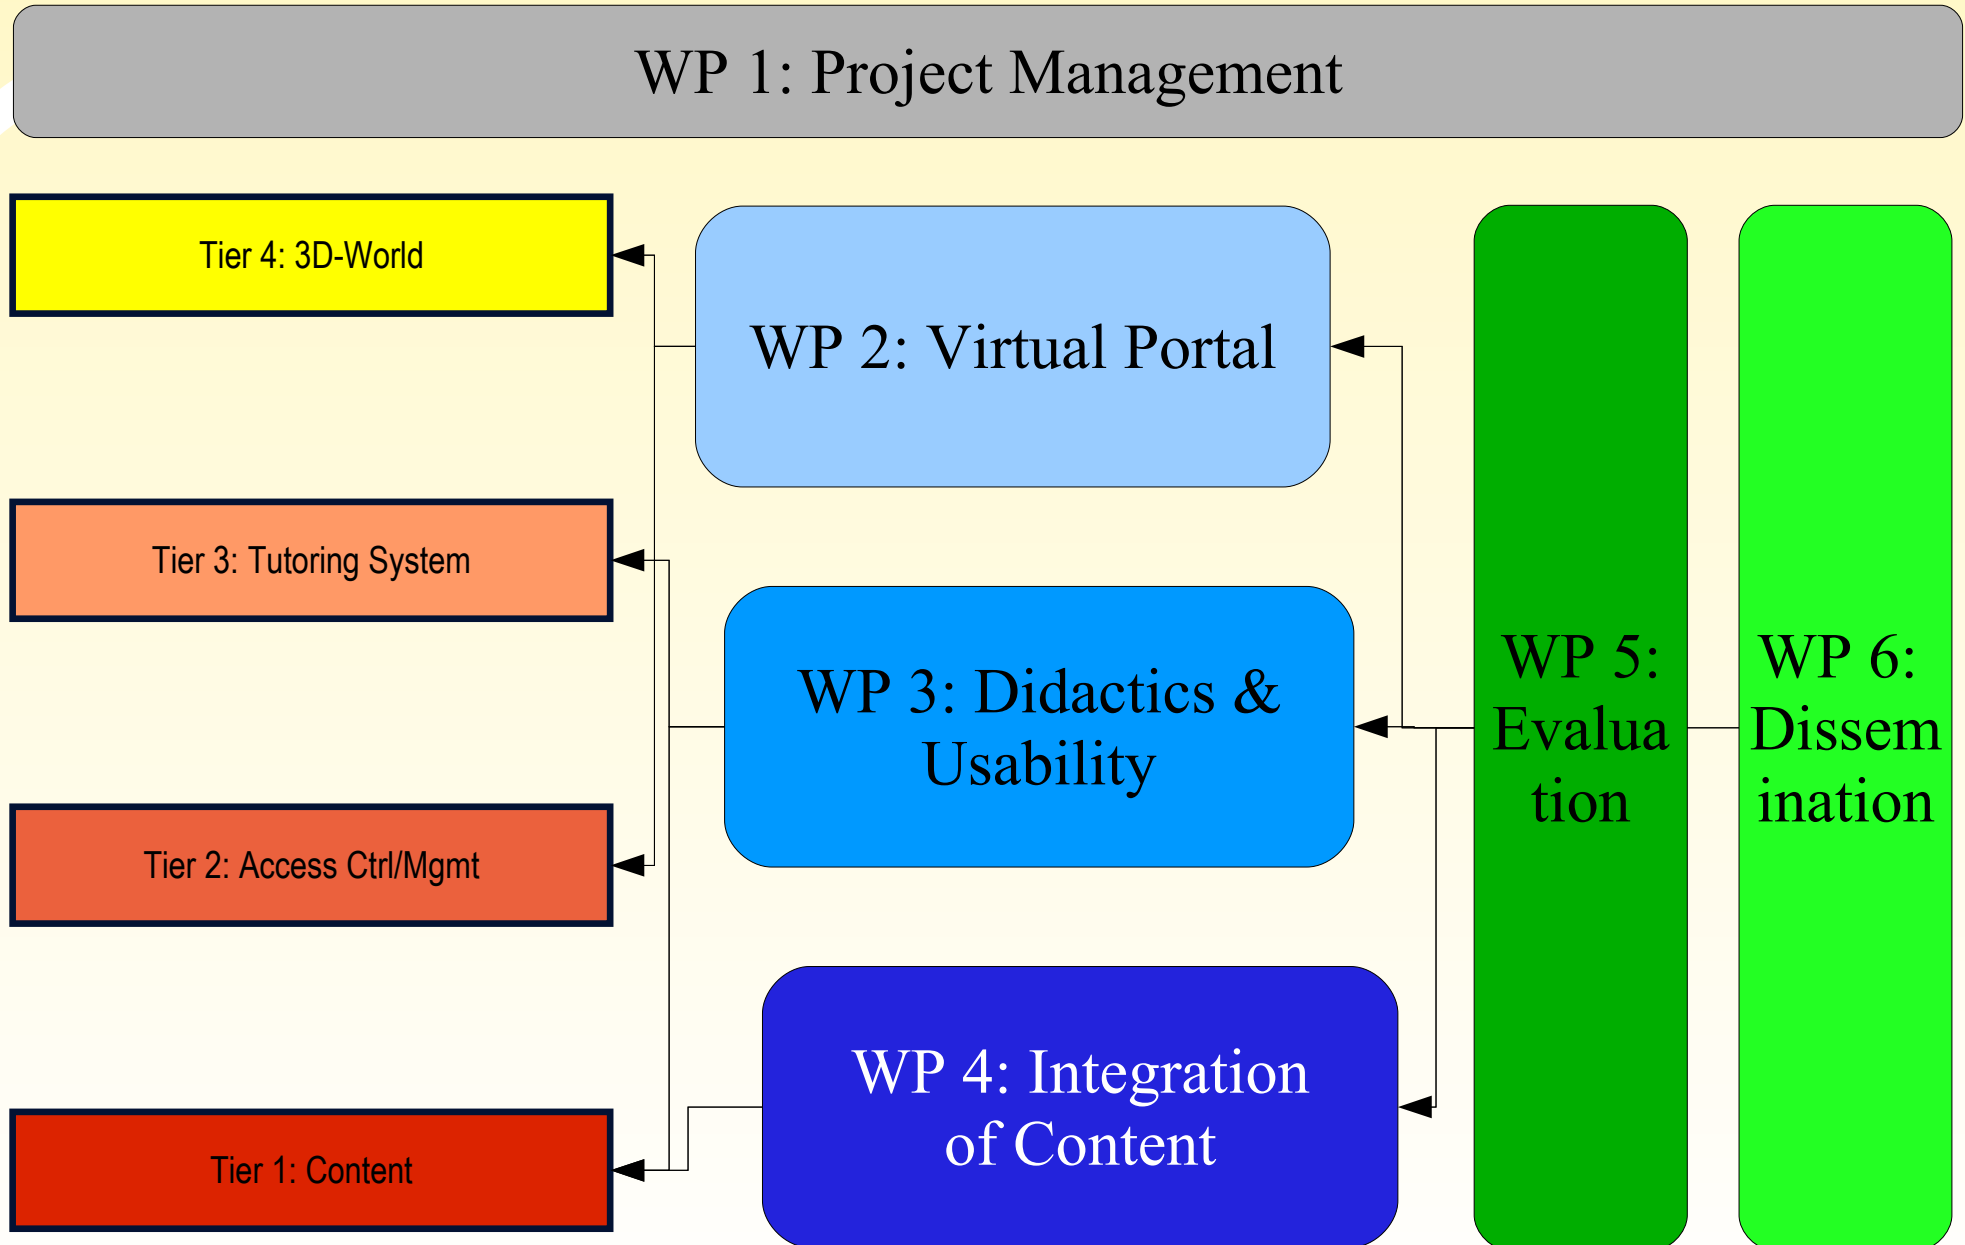 WP 1: Project Management
Tier 4: 3D-World
WP 2: Virtual Portal
Tier 3: Tutoring System
WP 3: Didactics &
Usability
Tier 2: Access Ctrl/Mgmt
WP 4: Integration
of Content
Tier 1: Content
WP 5:
Evalua
tion
WP 6:
Dissem
ination